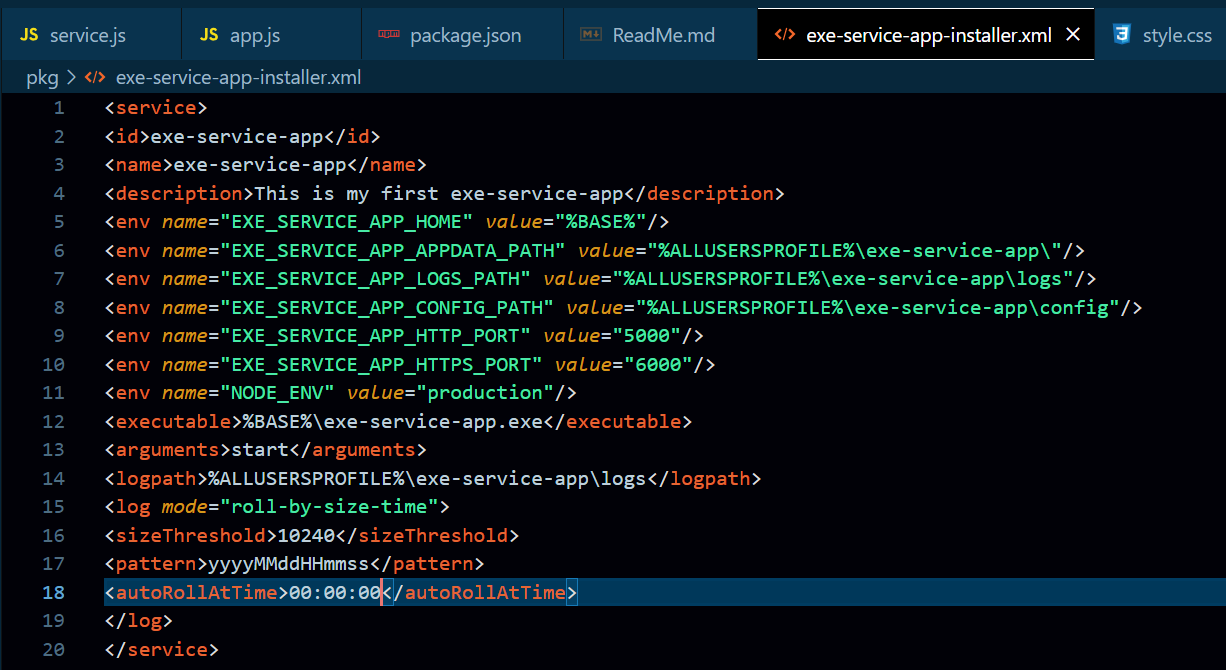 JS service.js JS app.js npm package.json M↓ ReadMe.md </> exe-service-app-installer.xml × 3 style.css
pkg > </> exe-service-app-installer.xml
1 <service>
2 <id>exe-service-app</id>
3 <name>exe-service-app</name>
4 <description>This is my first exe-service-app</description>
5 <env name="EXE_SERVICE_APP_HOME" value="%BASE%"/>
6 <env name="EXE_SERVICE_APP_APPDATA_PATH" value="%ALLUSERSPROFILE%\exe-service-app\"/>
7 <env name="EXE_SERVICE_APP_LOGS_PATH" value="%ALLUSERSPROFILE%\exe-service-app\logs"/>
8 <env name="EXE_SERVICE_APP_CONFIG_PATH" value="%ALLUSERSPROFILE%\exe-service-app\config"/>
9 <env name="EXE_SERVICE_APP_HTTP_PORT" value="5000"/>
10 <env name="EXE_SERVICE_APP_HTTPS_PORT" value="6000"/>
11 <env name="NODE_ENV" value="production"/>
12 <executable>%BASE%\exe-service-app.exe</executable>
13 <arguments>start</arguments>
14 <logpath>%ALLUSERSPROFILE%\exe-service-app\logs</logpath>
15 <log mode="roll-by-size-time">
16 <sizeThreshold>10240</sizeThreshold>
17 <pattern>yyyyMMddHHmmss</pattern>
18 <autoRollAtTime>00:00:00</autoRollAtTime>
19 </log>
20 </service>